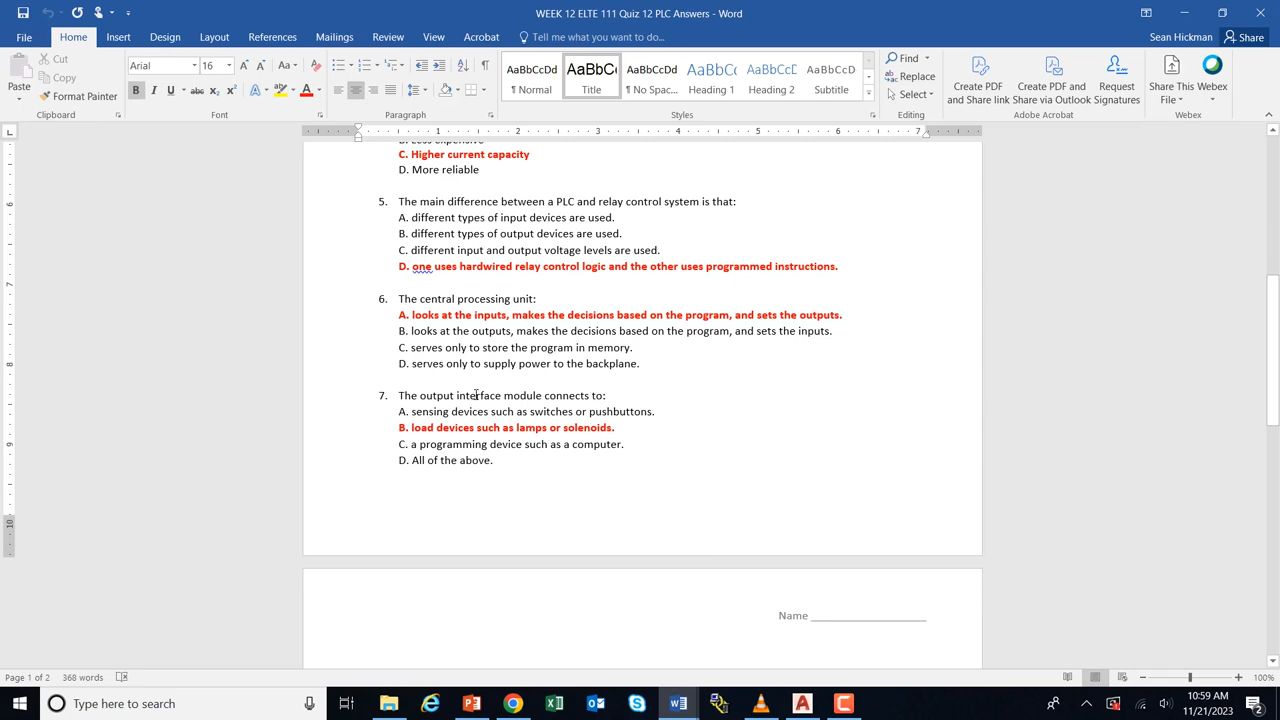 WEEK 12 ELTE 111 Quiz 12 PLC Answers - Word
File Home Insert Design Layout References Mailings Review View Acrobat Tell me what you want to do... Sean Hickman Share
Paste Cut Copy Format Painter
Clipboard
Arial 16
B I U abc X₂ X² A A
Font
Paragraph
AaBbCcDd AaBbC AaBbCcDd AaBbC AaBbCcD AaBbCcD
¶ Normal Title ¶ No Spac... Heading 1 Heading 2 Subtitle
Styles
Find Replace Select
Editing
Create PDF and Share link
Create PDF and Share via Outlook
Request Signatures
Adobe Acrobat
Share This File
Webex
Webex
1 2 3 4 5 6 7
C. Higher current capacity
D. More reliable
5. The main difference between a PLC and relay control system is that:
A. different types of input devices are used.
B. different types of output devices are used.
C. different input and output voltage levels are used.
D. one uses hardwired relay control logic and the other uses programmed instructions.
6. The central processing unit:
A. looks at the inputs, makes the decisions based on the program, and sets the outputs.
B. looks at the outputs, makes the decisions based on the program, and sets the inputs.
C. serves only to store the program in memory.
D. serves only to supply power to the backplane.
7. The output interface module connects to:
A. sensing devices such as switches or pushbuttons.
B. load devices such as lamps or solenoids.
C. a programming device such as a computer.
D. All of the above.
Name ____________________
Page 1 of 2 368 words 100%
Type here to search
10:59 AM
11/21/2023